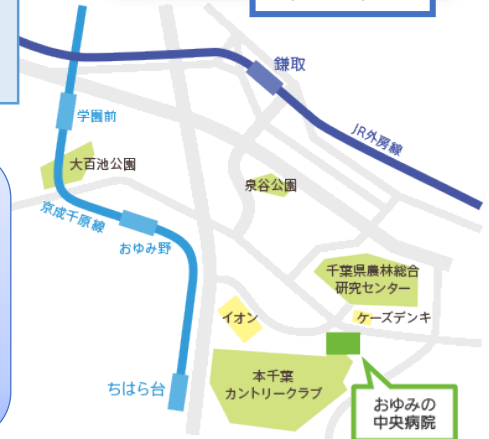 鎌取
学園前
JR外房線
大百池公園
泉谷公園
京成千原線
おゆみ野
千葉県農林総合
研究センター
イオン
ケーズデンキ
ちはら台
本千葉
カントリークラブ
おゆみの
中央病院